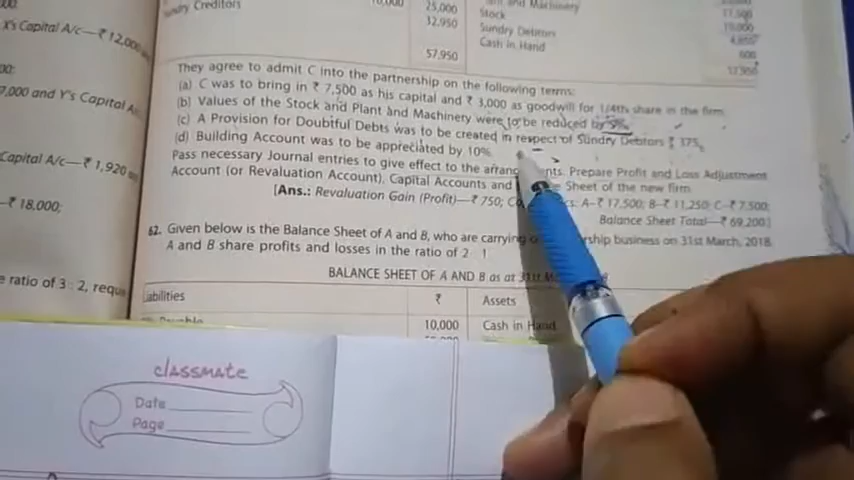 Sundry Creditors
25,000
32,950
57,950
Stock
Sundry Debtors
Cash in Hand
600
X's Capital A/c—₹ 12,000
7,000 and Y's Capital A
Capital A/c—₹ 1,920
—₹ 18,000;
e ratio of 3: 2, requ
They agree to admit C into the partnership on the following terms:
(a) C was to bring in ₹ 7,500 as his capital and ₹ 3,000 as goodwill for 1/4th share in the firm
(b) Values of the Stock and Plant and Machinery were to be reduced by
(c) A Provision for Doubtful Debts was to be created in respect of Sundry Debtors ₹ 375
(d) Building Account was to be appreciated by 10%
Pass necessary Journal entries to give effect to the Prepare Profit and Loss Adjustment
Account (or Revaluation Account), Capital Accounts and Sheet of the new firm
[Ans.: Revaluation Gain (Profit)—₹ 750; A—₹ 17,500; B—₹ 11,250; C—₹ 7,500;
Balance Sheet Total—₹ 69,200]
62. Given below is the Balance Sheet of A and B, who are carrying business on 31st March, 2018.
A and B share profits and losses in the ratio of 2 1
BALANCE SHEET OF A AND B as at
Liabilities ₹ Assets
10,000 Cash in Hand
classmate
Date
Page